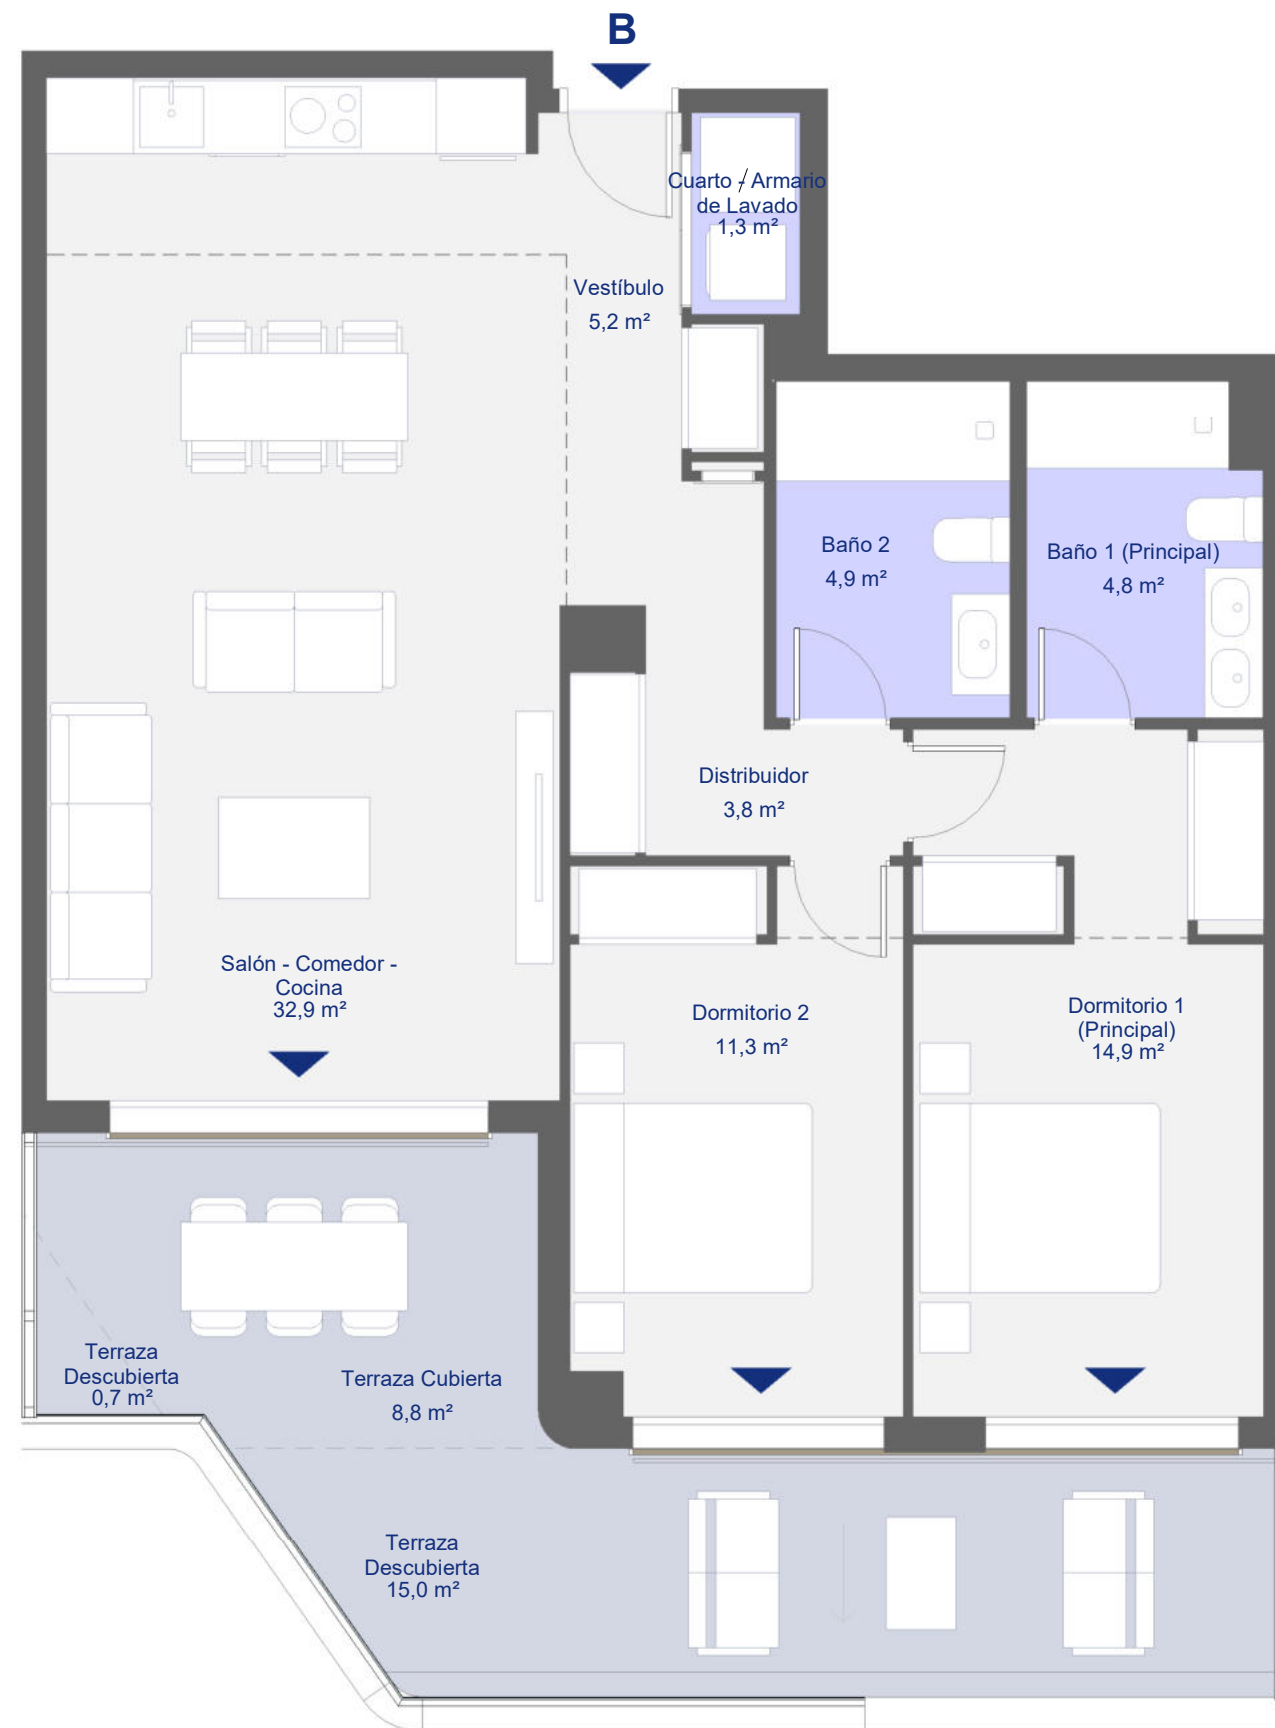 B
Cuarto / Armario
de Lavado
1,3 m²
Vestíbulo
5,2 m²
Baño 2
4,9 m²
Baño 1 (Principal)
4,8 m²
Distribuidor
3,8 m²
Salón - Comedor -
Cocina
32,9 m²
Dormitorio 2
11,3 m²
Dormitorio 1
(Principal)
14,9 m²
Terraza
Descubierta
0,7 m²
Terraza Cubierta
8,8 m²
Terraza
Descubierta
15,0 m²